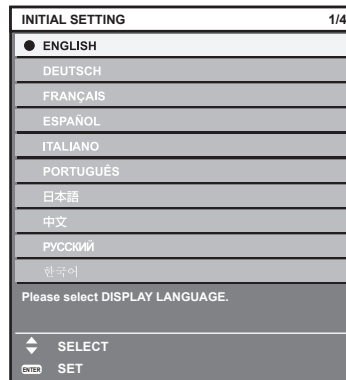 INITIAL SETTING 1/4
ENGLISH
DEUTSCH
FRANÇAIS
ESPAÑOL
ITALIANO
PORTUGUÊS
日本語
中文
РУССКИЙ
한국어
Please select DISPLAY LANGUAGE.
SELECT
ENTER SET